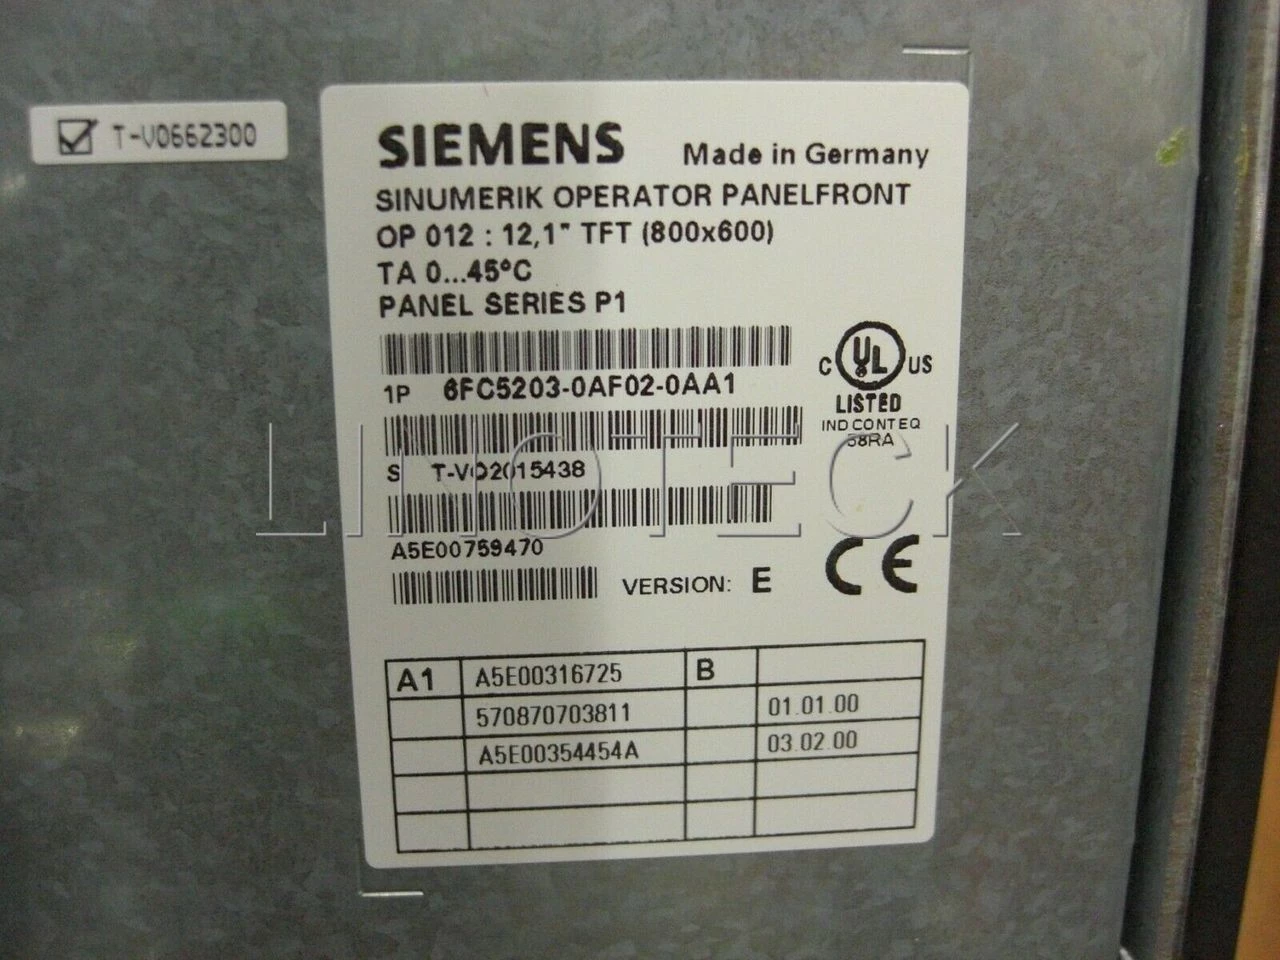 T-V0662300
SIEMENS Made in Germany
SINUMERIK OPERATOR PANELFRONT
OP 012 : 12,1" TFT (800x600)
TA 0...45°C
PANEL SERIES P1
1P 6FC5203-0AF02-0AA1
C UL US
LISTED
IND CONT EQ
58RA
S T-VO2015438
A5E00759470
VERSION: E
CE
A1 A5E00316725 B
570870703811 01.01.00
A5E00354454A 03.02.00
LINOTECK